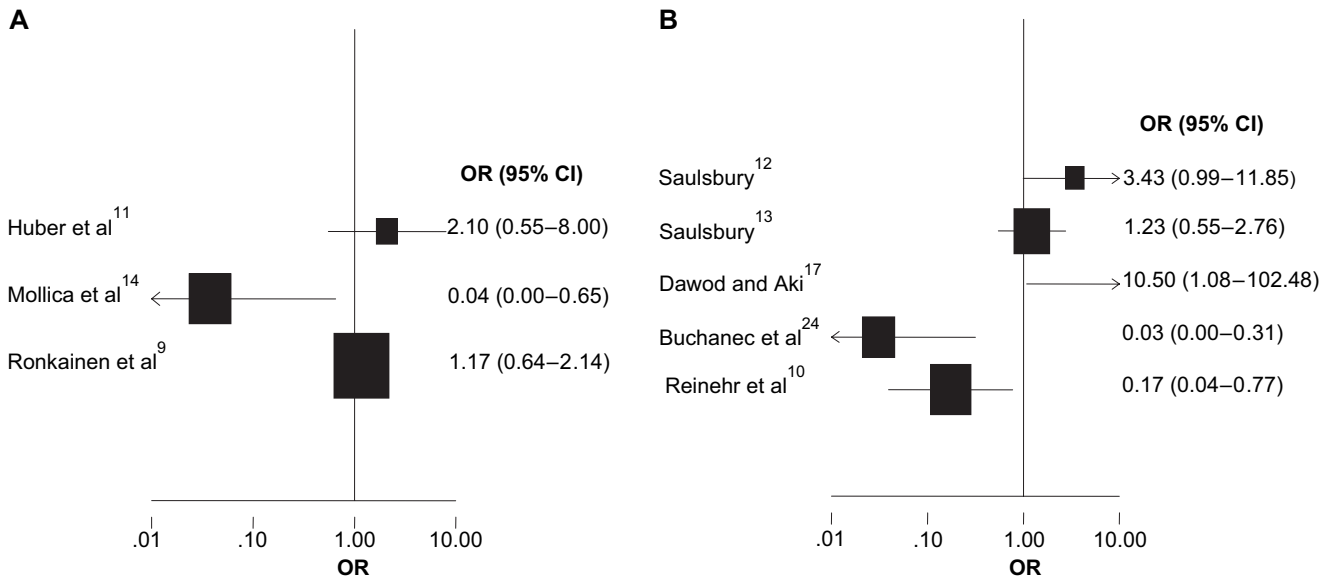 A
OR (95% CI)
Huber et al11 2.10 (0.55–8.00)
Mollica et al14 0.04 (0.00–0.65)
Ronkainen et al9 1.17 (0.64–2.14)
.01 .10 1.00 10.00
OR
B
OR (95% CI)
Saulsbury12 3.43 (0.99–11.85)
Saulsbury13 1.23 (0.55–2.76)
Dawod and Aki17 10.50 (1.08–102.48)
Buchanec et al24 0.03 (0.00–0.31)
Reinehr et al10 0.17 (0.04–0.77)
.01 .10 1.00 10.00
OR